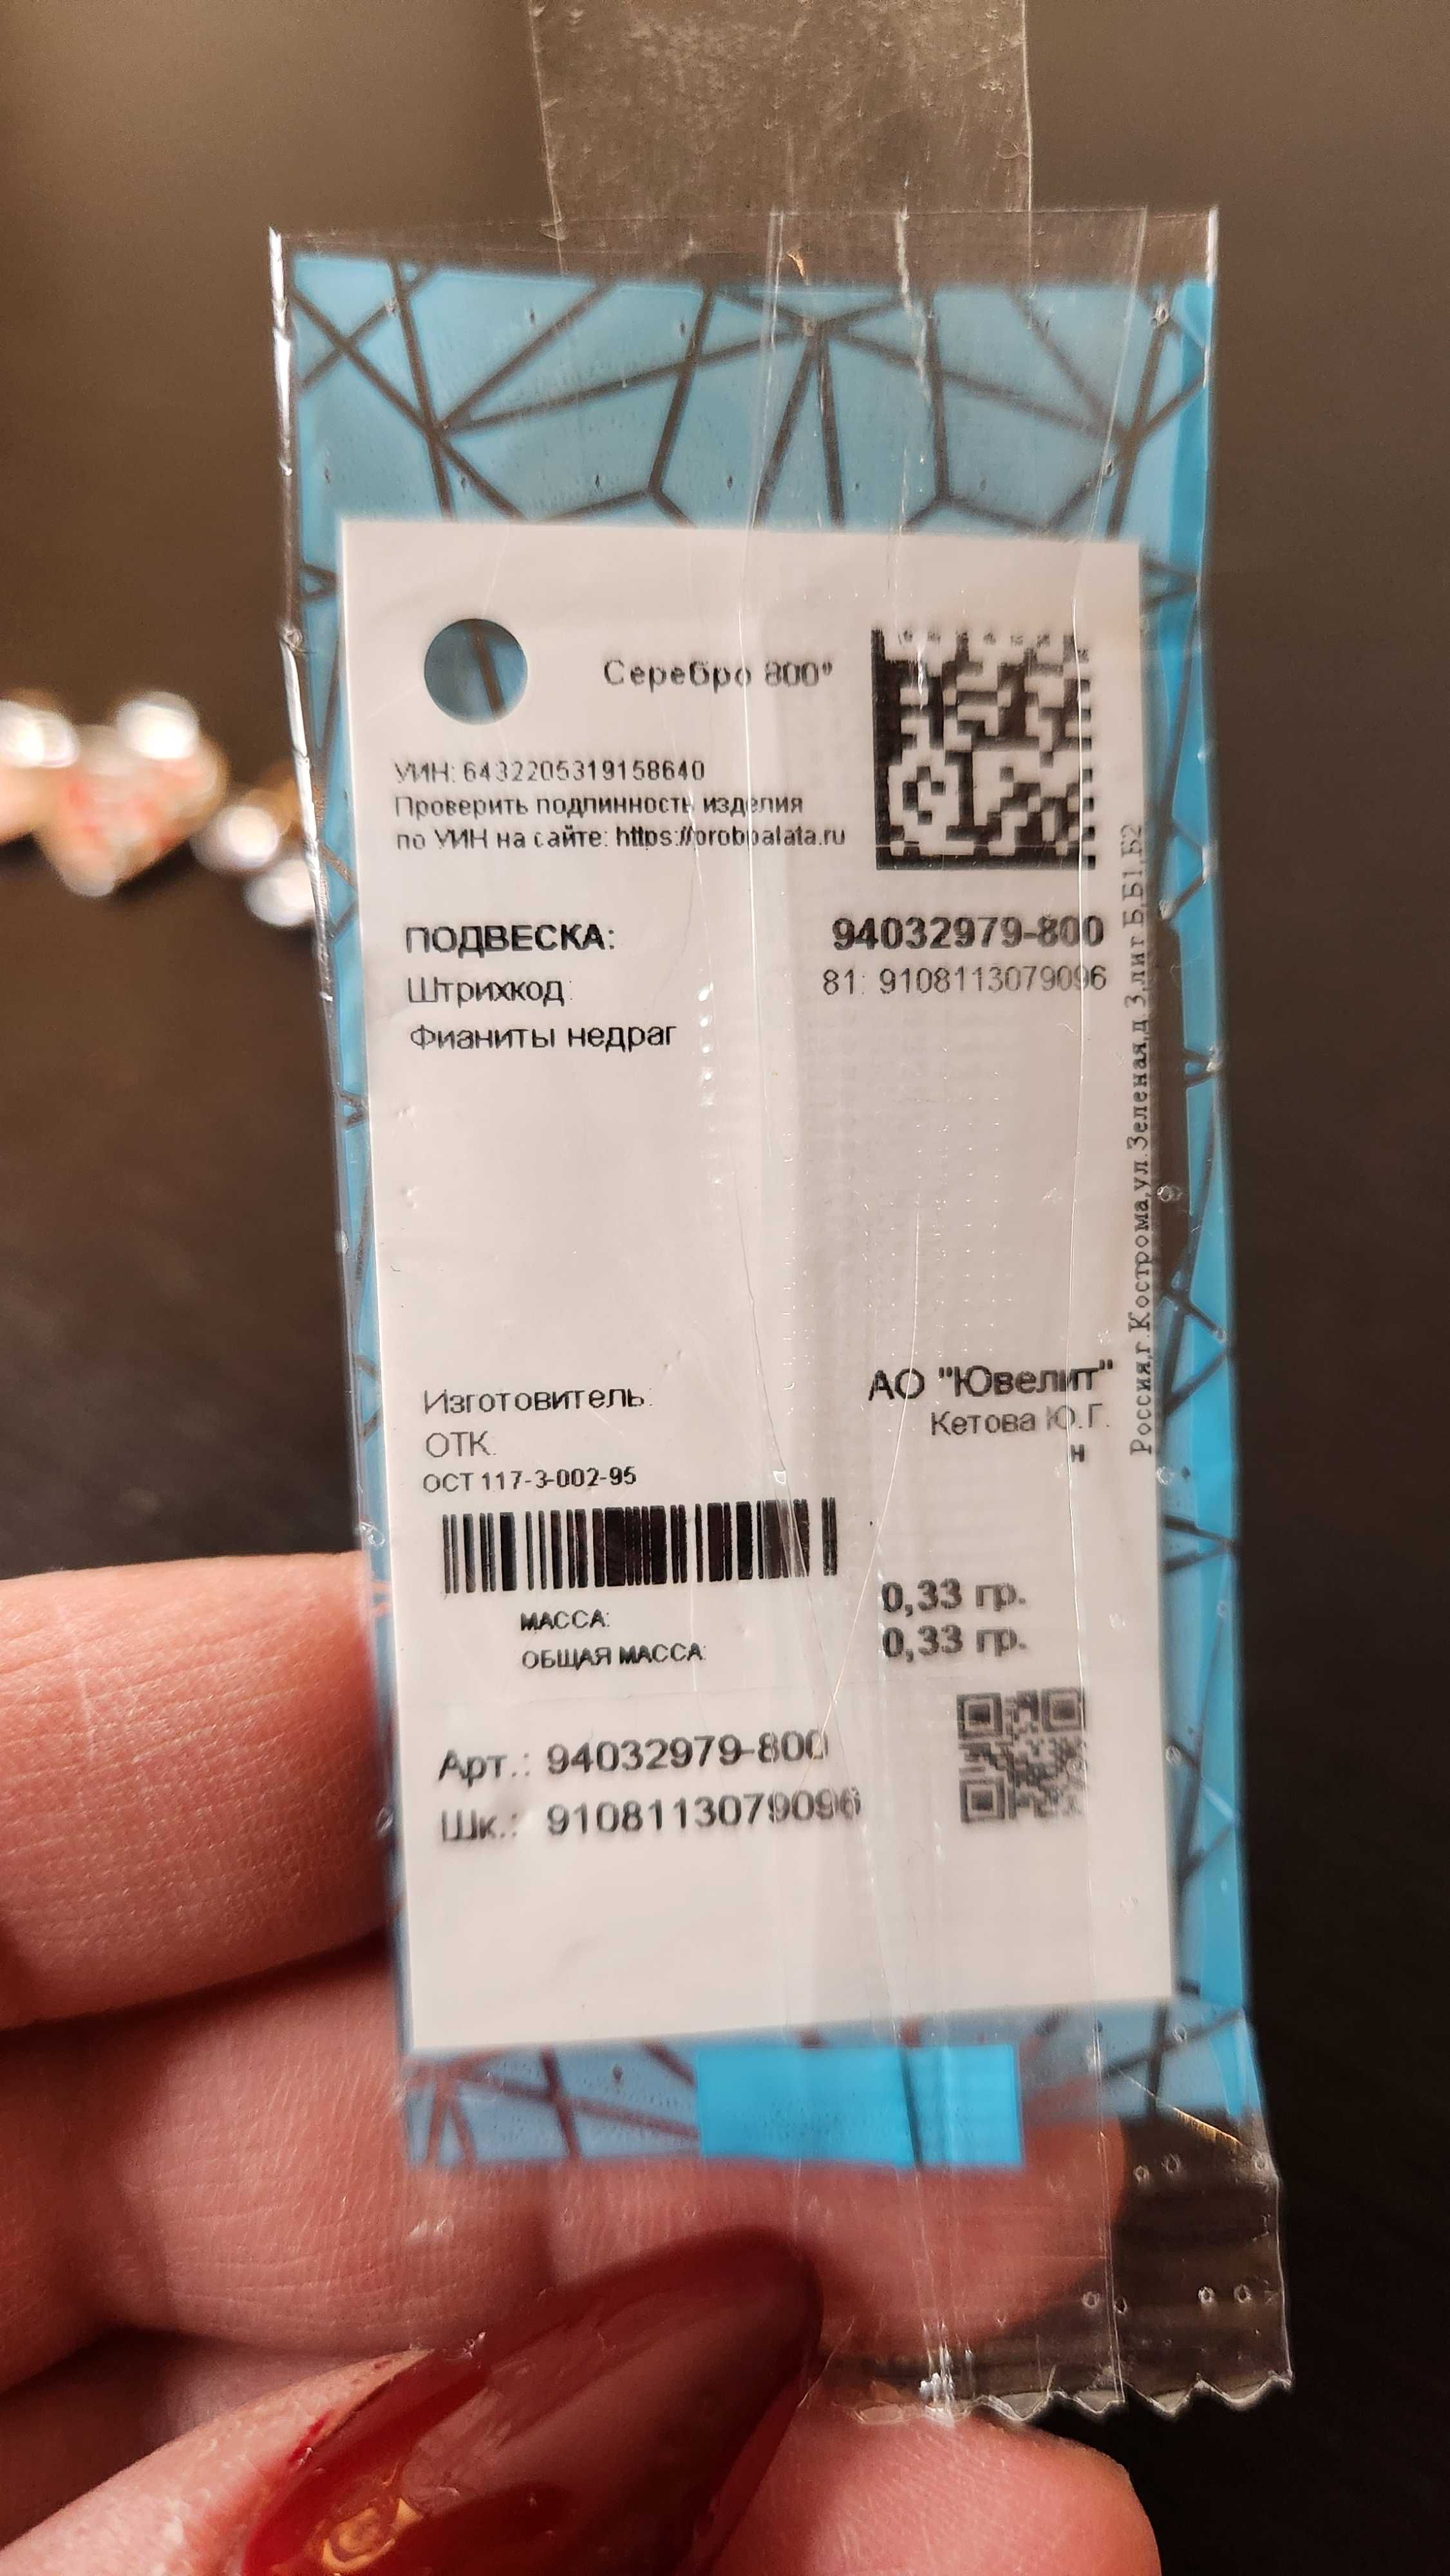 Серебро 800°
УИН: 6432205319158640
Проверить подлинность изделия
по УИН на сайте: https://probpalata.ru
ПОДВЕСКА: 94032979-800
Штрихкод: 81: 9108113079096
Фианиты недраг
Россия,г.Кострома,ул.Зеленая,д.3,лит Б,Б1,Б2
Изготовитель: АО "Ювелит"
ОТК: Кетова Ю.Г.
н
ОСТ 117-3-002-95
МАССА: 0,33 гр.
ОБЩАЯ МАССА: 0,33 гр.
Арт.: 94032979-800
Шк.: 9108113079096